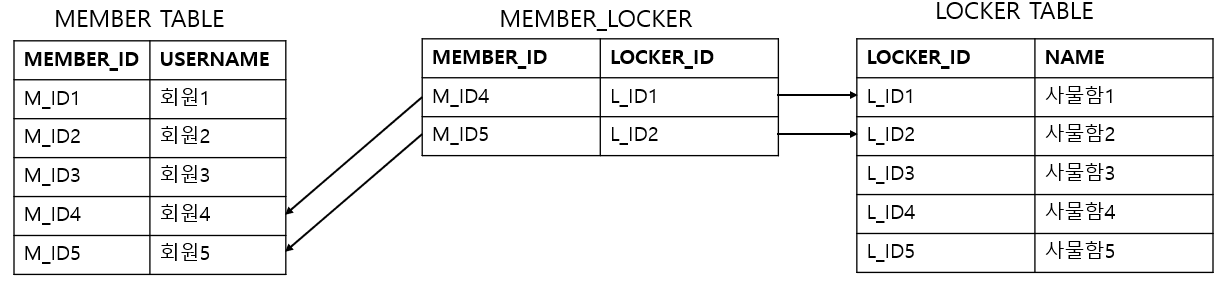 MEMBER TABLE
MEMBER_ID USERNAME
M_ID1 회원1
M_ID2 회원2
M_ID3 회원3
M_ID4 회원4
M_ID5 회원5
MEMBER_LOCKER
MEMBER_ID LOCKER_ID
M_ID4 L_ID1
M_ID5 L_ID2
LOCKER TABLE
LOCKER_ID NAME
L_ID1 사물함1
L_ID2 사물함2
L_ID3 사물함3
L_ID4 사물함4
L_ID5 사물함5